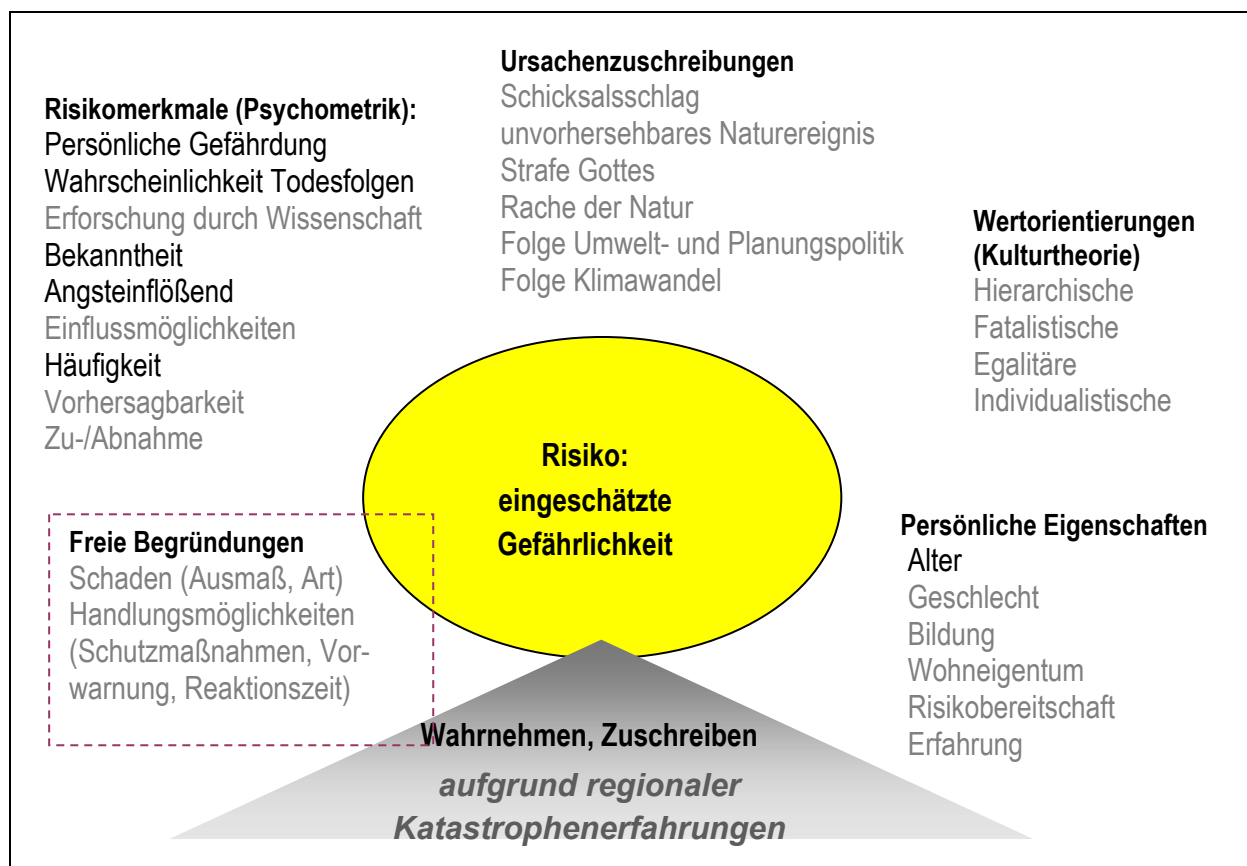 Risikomerkmale (Psychometrik):
Persönliche Gefährdung
Wahrscheinlichkeit Todesfolgen
Erforschung durch Wissenschaft
Bekanntheit
Angsteinflößend
Einflussmöglichkeiten
Häufigkeit
Vorhersagbarkeit
Zu-/Abnahme
Ursachenzuschreibungen
Schicksalsschlag
unvorhersehbares Naturereignis
Strafe Gottes
Rache der Natur
Folge Umwelt- und Planungspolitik
Folge Klimawandel
Wertorientierungen
(Kulturtheorie)
Hierarchische
Fatalistische
Egalitäre
Individualistische
Risiko:
eingeschätzte
Gefährlichkeit
Freie Begründungen
Schaden (Ausmaß, Art)
Handlungsmöglichkeiten
(Schutzmaßnahmen, Vor-
warnung, Reaktionszeit)
Persönliche Eigenschaften
Alter
Geschlecht
Bildung
Wohneigentum
Risikobereitschaft
Erfahrung
Wahrnehmen, Zuschreiben
aufgrund regionaler
Katastrophenerfahrungen